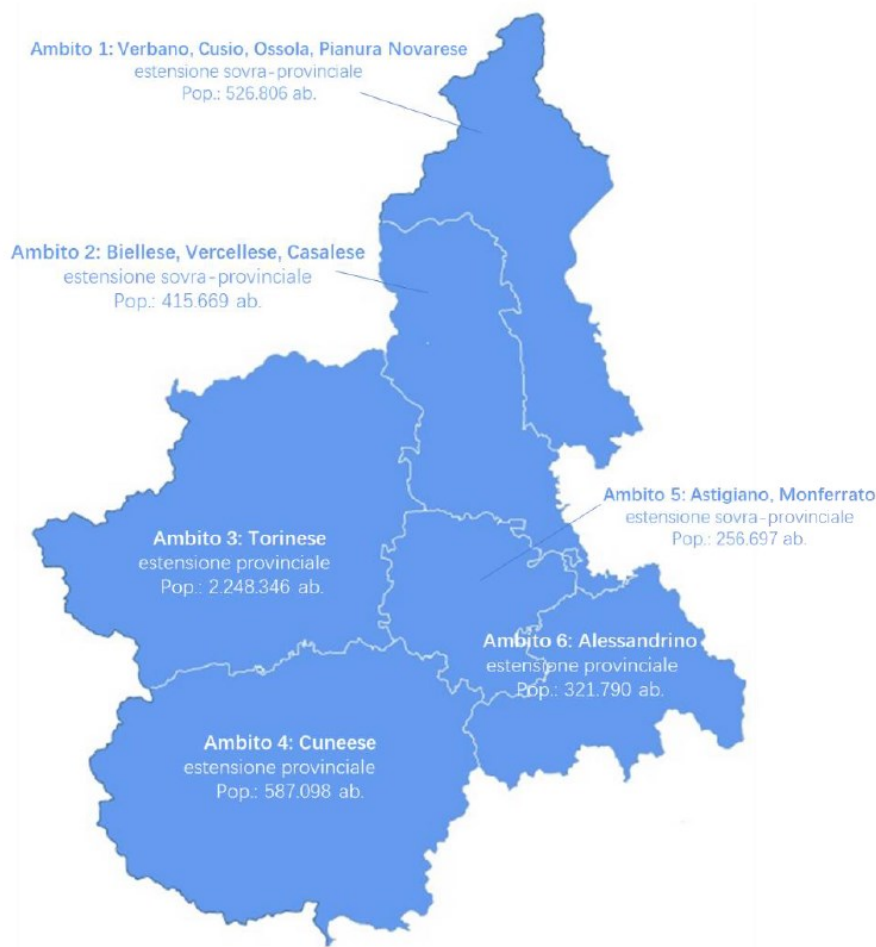 Ambito 1: Verbano, Cusio, Ossola, Pianura Novarese
estensione sovra-provinciale
Pop.: 526.806 ab.
Ambito 2: Biellese, Vercellese, Casalese
estensione sovra-provinciale
Pop.: 415.669 ab.
Ambito 5: Astigiano, Monferrato
estensione sovra-provinciale
Pop.: 256.697 ab.
Ambito 3: Torinese
estensione provinciale
Pop.: 2.248.346 ab.
Ambito 6: Alessandrino
estensione provinciale
Pop.: 321.790 ab.
Ambito 4: Cuneese
estensione provinciale
Pop.: 587.098 ab.